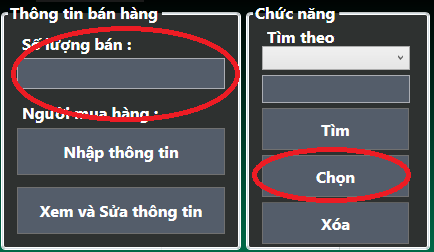 Thông tin bán hàng
Số lượng bán :
Người mua hàng :
Nhập thông tin
Xem và Sửa thông tin
Chức năng
Tìm theo
Tìm
Chọn
Xóa